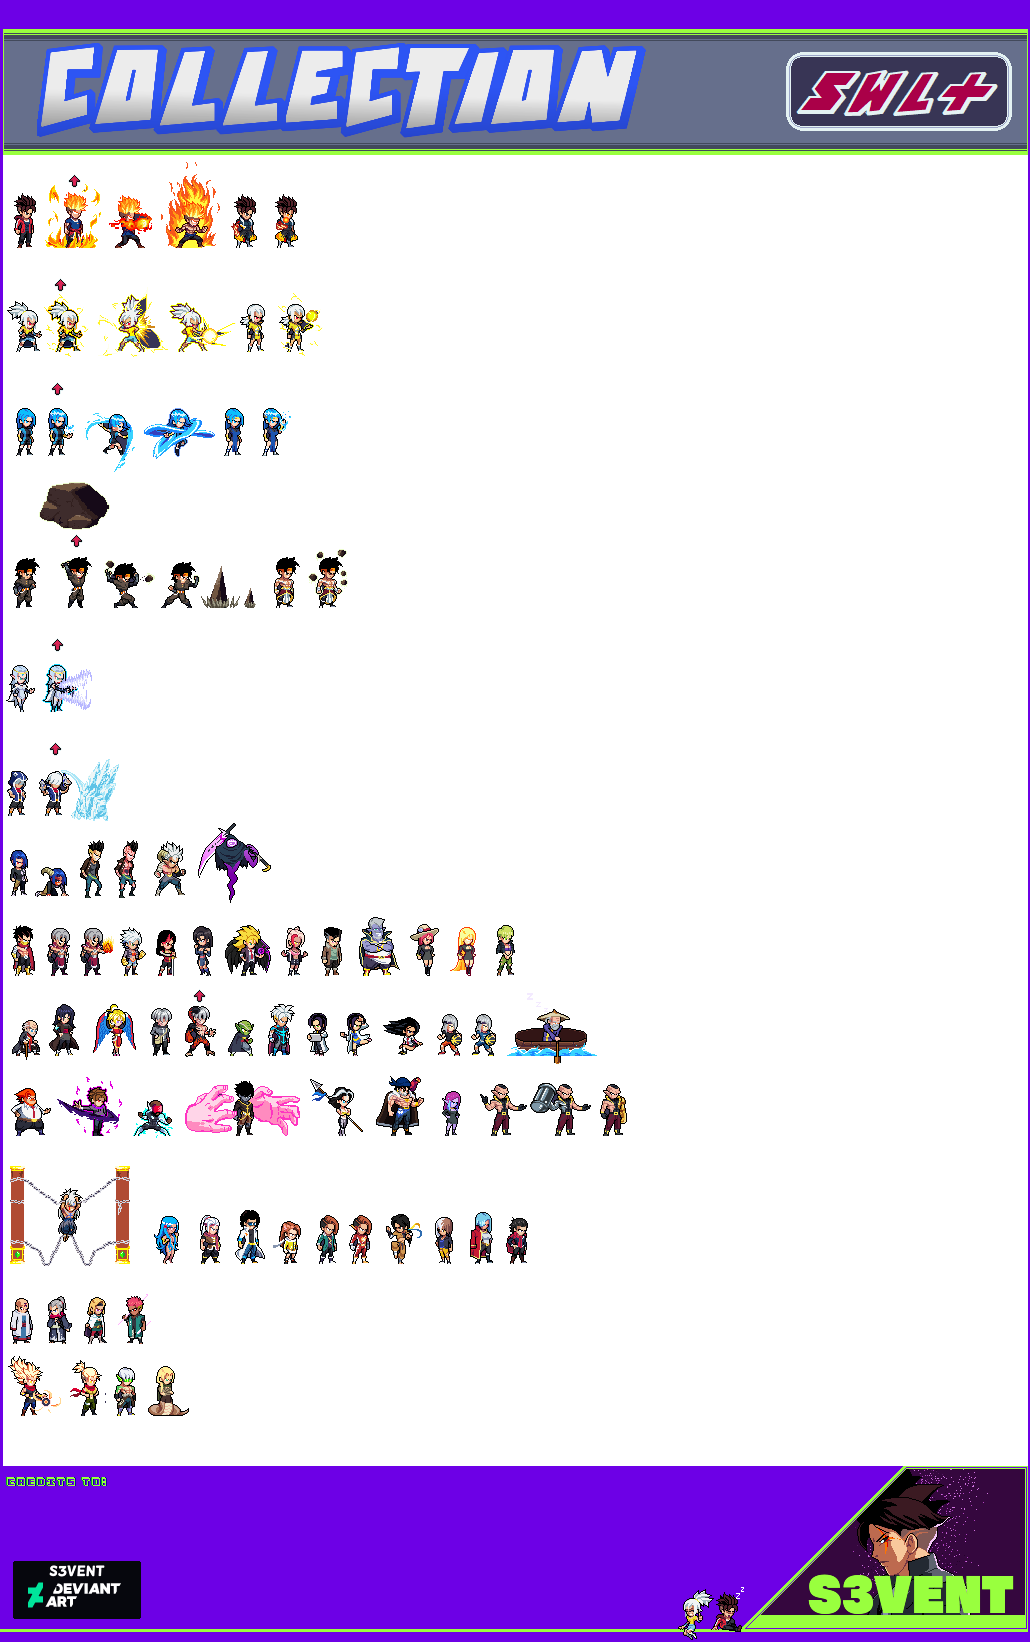 COLLECTION
SWL+
z
z
CREDITS TO:
S3VENT
DEVIANT
ART
z
z
S3VENT